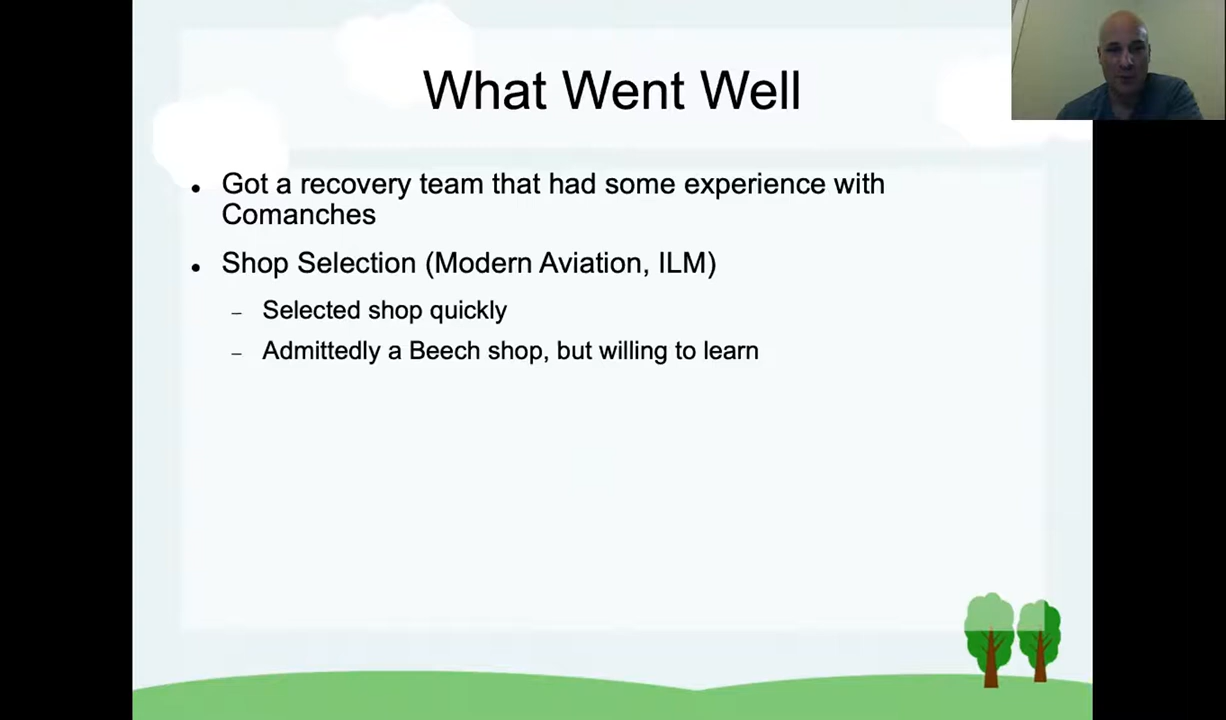 What Went Well
• Got a recovery team that had some experience with
Comanches
• Shop Selection (Modern Aviation, ILM)
– Selected shop quickly
– Admittedly a Beech shop, but willing to learn